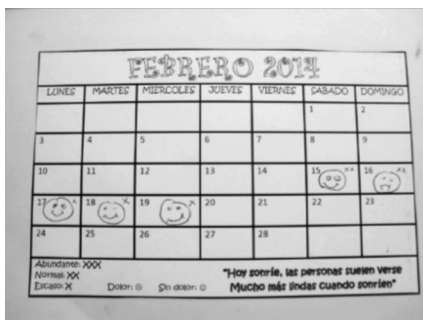 FEBRERO 2014
LUNES MARTES MIERCOLES JUEVES VIERNES SABADO DOMINGO
1 2
3 4 5 6 7 8 9
10 11 12 13 14 15 xx 16 xx
17 x 18 x 19 x 20 21 22 23
24 25 26 27 28
Abundante: XXX
Normal: XX
Escaso: X Dolor: ☹ Sin dolor: ☺
"Hoy sonríe, las personas suelen verse
Mucho más lindas cuando sonríen"